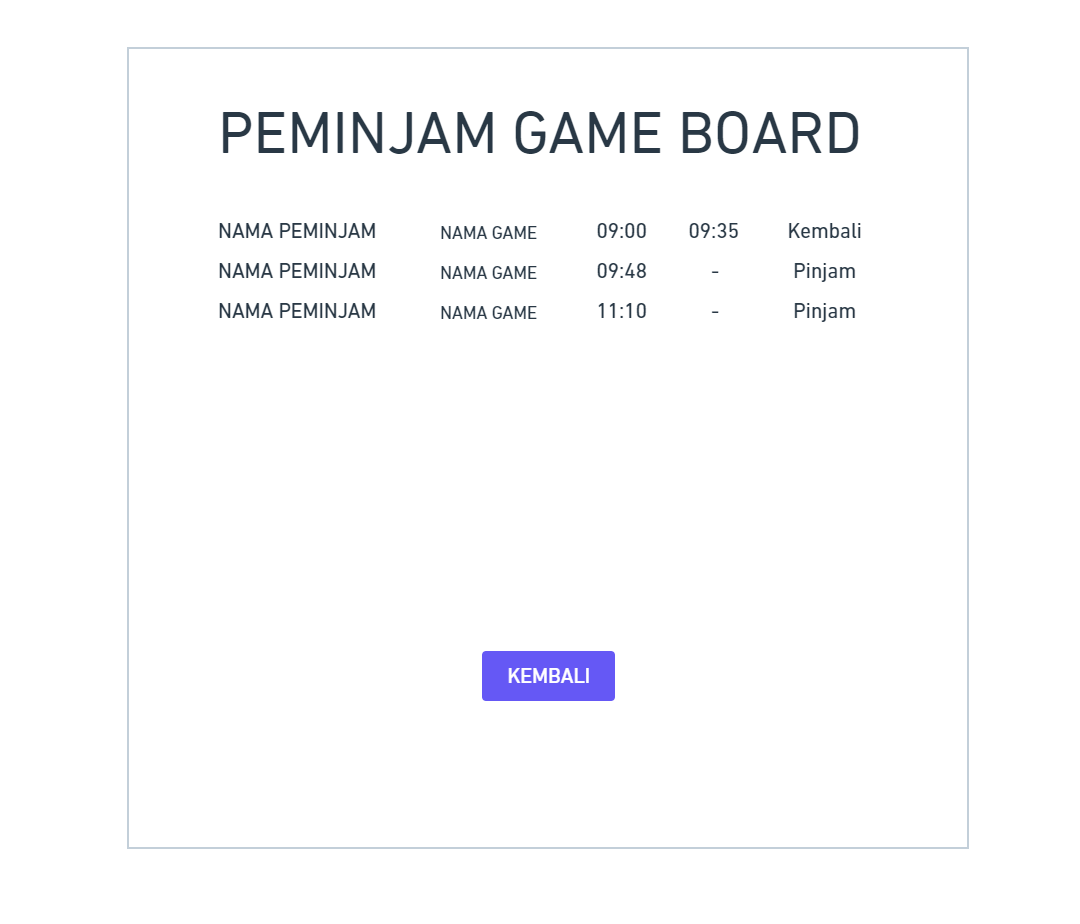 PEMINJAM GAME BOARD
NAMA PEMINJAM NAMA GAME 09:00 09:35 Kembali
NAMA PEMINJAM NAMA GAME 09:48 - Pinjam
NAMA PEMINJAM NAMA GAME 11:10 - Pinjam
KEMBALI